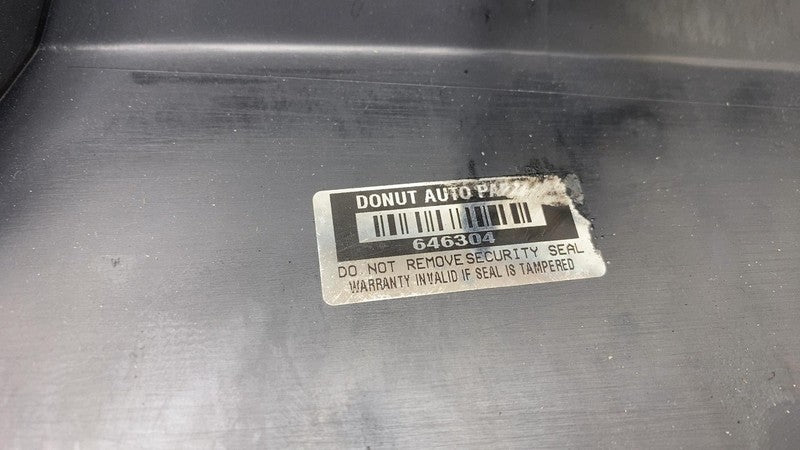 DONUT AUTO
646304
DO NOT REMOVE SECURITY SEAL
WARRANTY INVALID IF SEAL IS TAMPERED